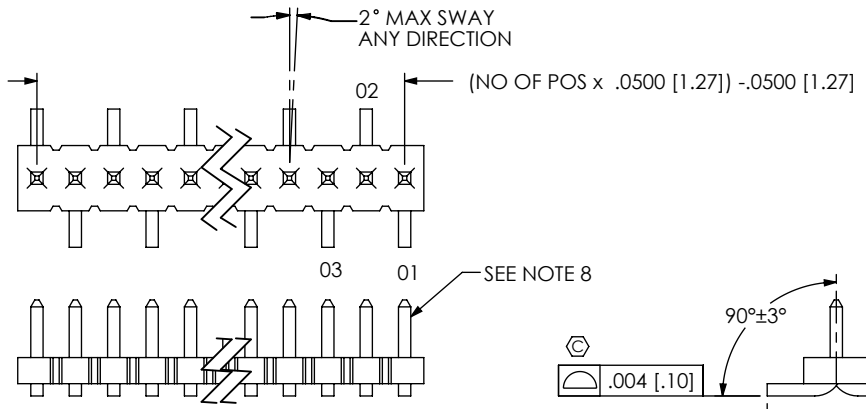 2° MAX SWAY
ANY DIRECTION
(NO OF POS x .0500 [1.27]) -.0500 [1.27]
02
03
01
SEE NOTE 8
90°±3°
C
.004 [.10]